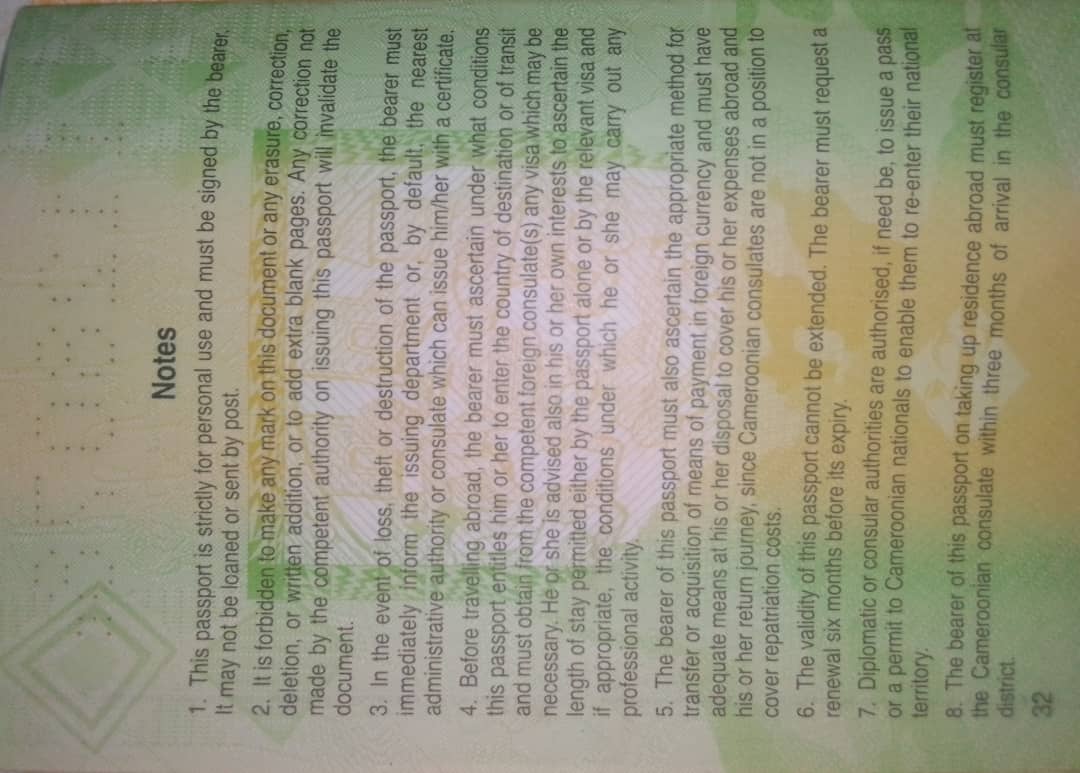 Notes
1. This passport is strictly for personal use and must be signed by the bearer.
It may not be loaned or sent by post.
2. It is forbidden to make any mark on this document or any erasure, correction,
deletion, or written addition, or to add extra blank pages. Any correction not
made by the competent authority on issuing this passport will invalidate the
document.
3. In the event of loss, theft or destruction of the passport, the bearer must
immediately inform the issuing department or, by default, the nearest
administrative authority or consulate which can issue him/her with a certificate.
4. Before travelling abroad, the bearer must ascertain under what conditions
this passport entitles him or her to enter the country of destination or of transit
and must obtain from the competent foreign consulate(s) any visa which may be
necessary. He or she is advised also in his or her own interests to ascertain the
length of stay permitted either by the passport alone or by the relevant visa and
if appropriate, the conditions under which he or she may carry out any
professional activity.
5. The bearer of this passport must also ascertain the appropriate method for
transfer or acquisition of means of payment in foreign currency and must have
adequate means at his or her disposal to cover his or her expenses abroad and
his or her return journey, since Cameroonian consulates are not in a position to
cover repatriation costs.
6. The validity of this passport cannot be extended. The bearer must request a
renewal six months before its expiry.
7. Diplomatic or consular authorities are authorised, if need be, to issue a pass
or a permit to Cameroonian nationals to enable them to re-enter their national
territory.
8. The bearer of this passport on taking up residence abroad must register at
the Cameroonian consulate within three months of arrival in the consular
district.
32